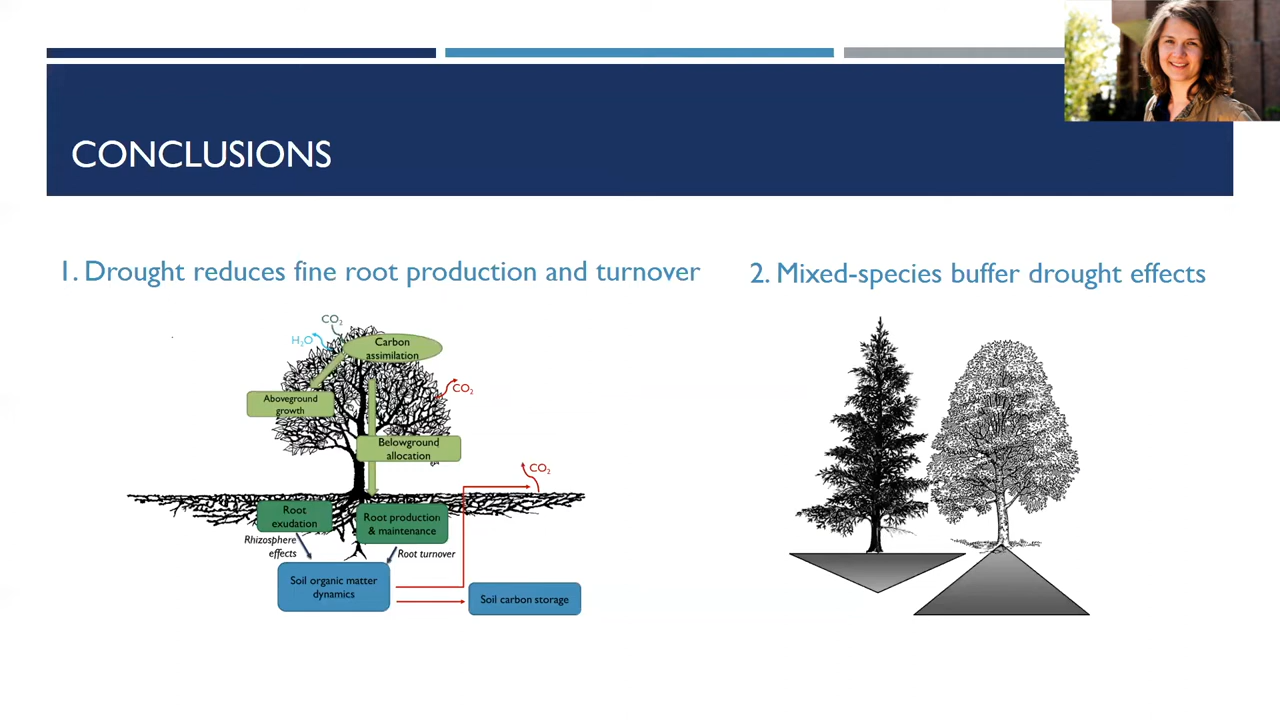 CONCLUSIONS
1. Drought reduces fine root production and turnover
2. Mixed-species buffer drought effects
CO₂
H₂O
Carbon
assimilation
CO₂
Aboveground
growth
Belowground
allocation
CO₂
Root
exudation
Root production
& maintenance
Rhizosphere
effects
Root turnover
Soil organic matter
dynamics
Soil carbon storage